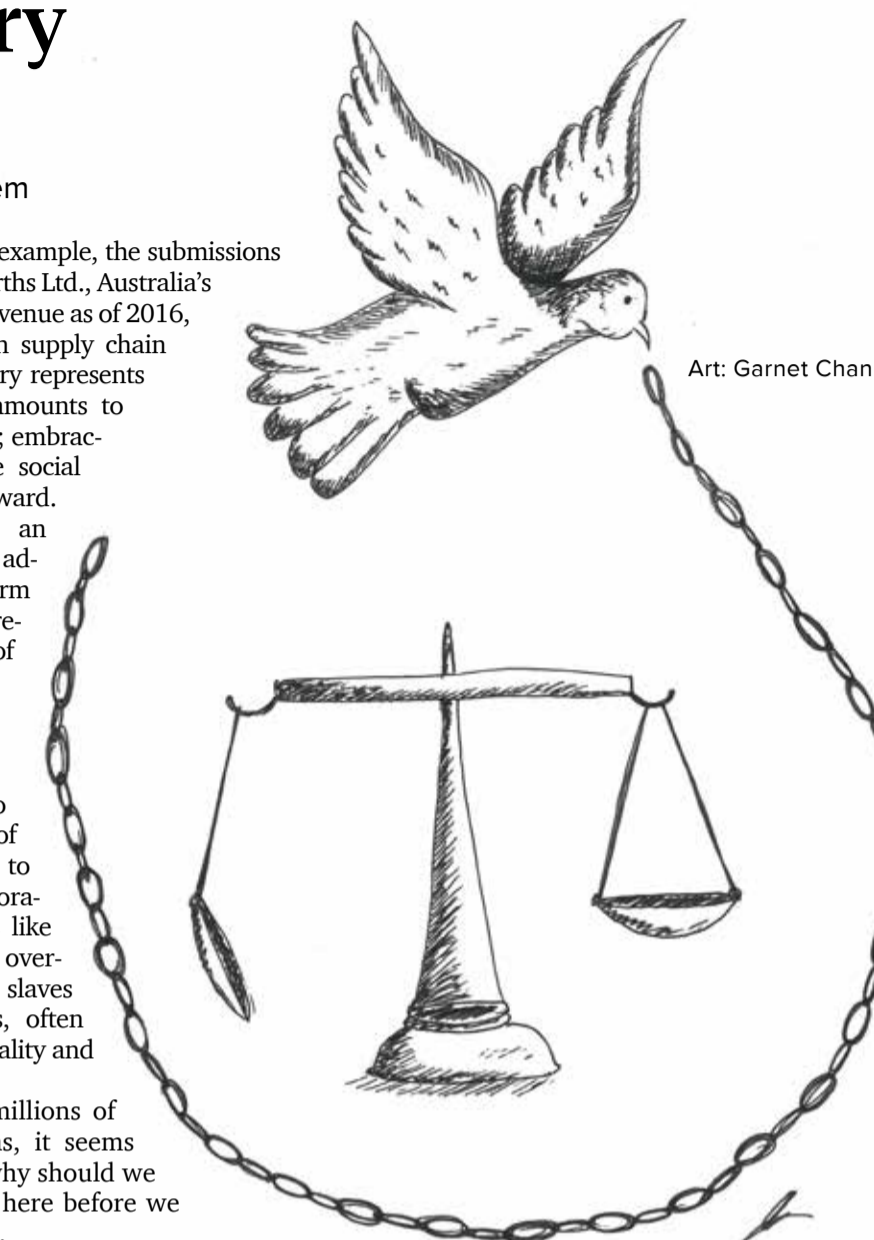 ry
em
example, the submissions
rths Ltd., Australia’s
venue as of 2016,
n supply chain
ry represents
amounts to
; embrac-
e social
ward.
an
ad-
rm
re-
of
Art: Garnet Chan
o
of
to
ora-
like
over-
slaves
s, often
ality and
millions of
ns, it seems
why should we
here before we